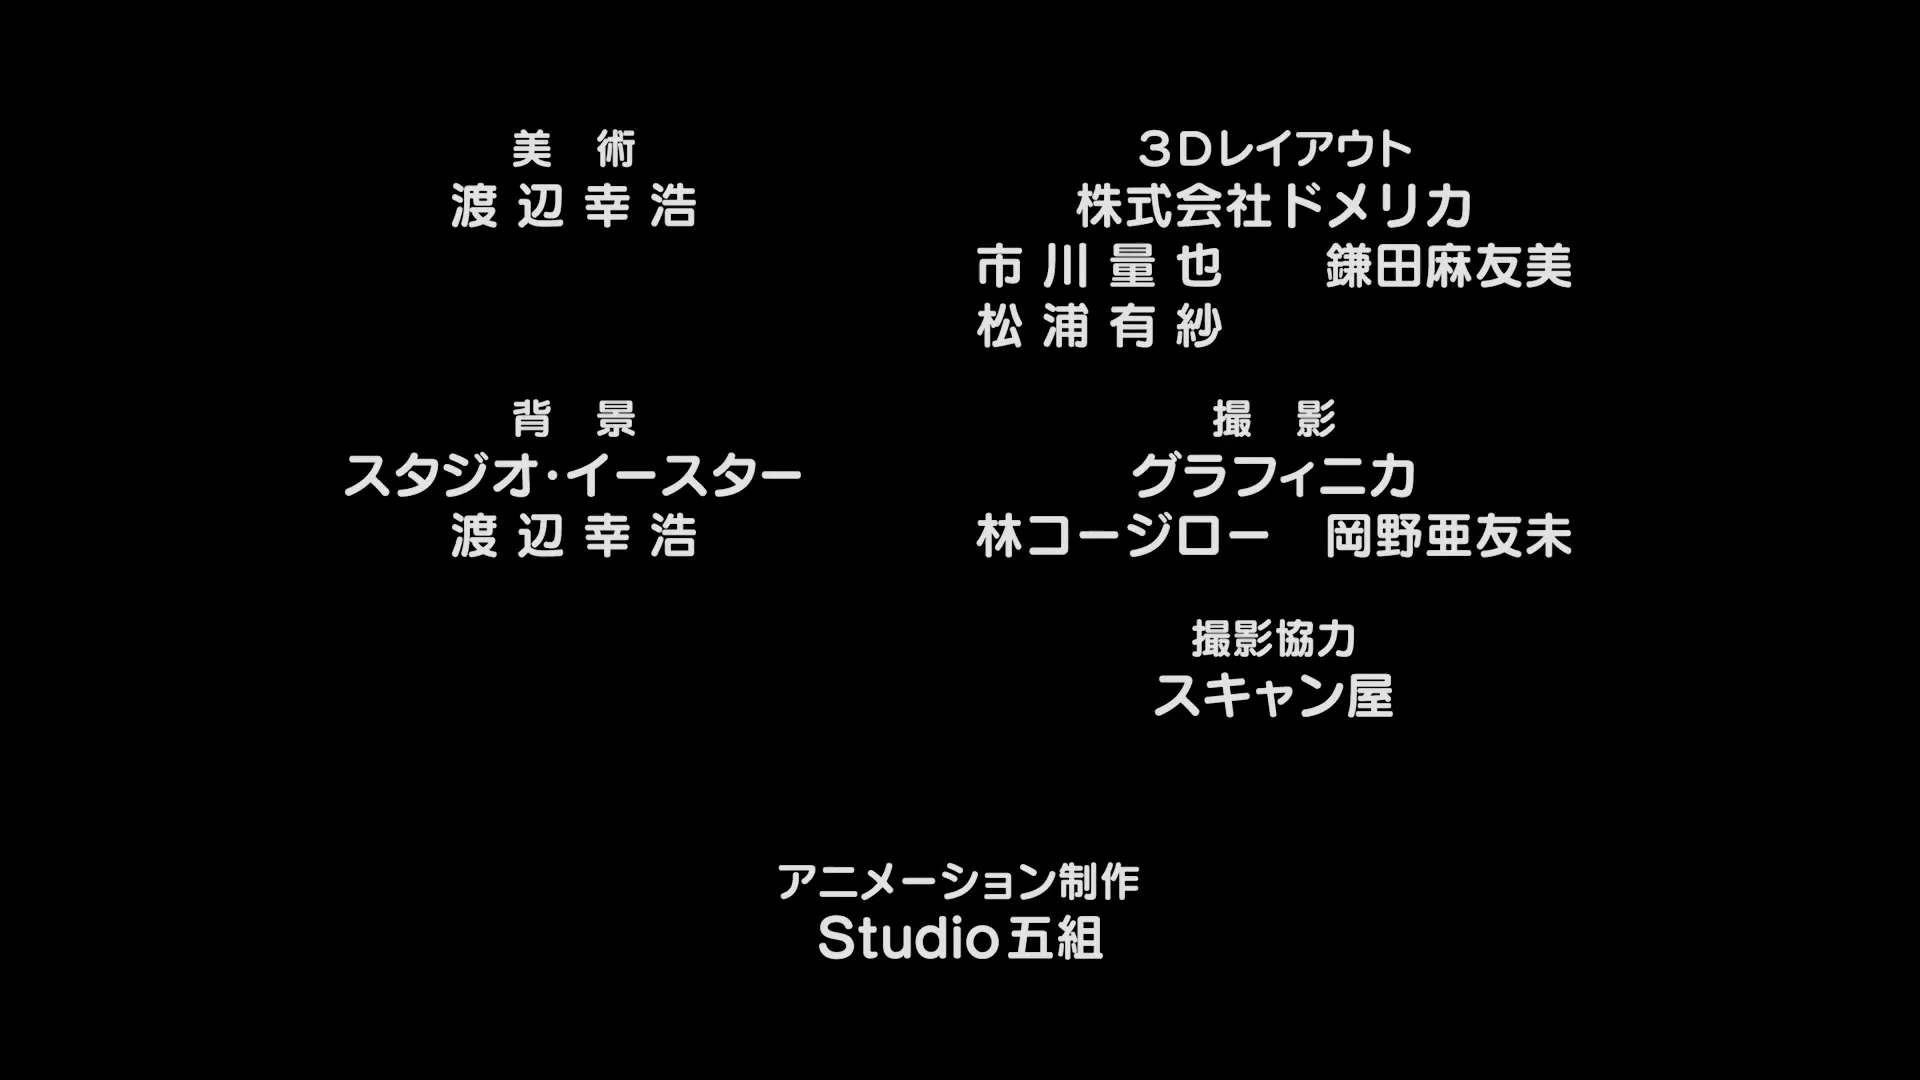 美　術
渡辺幸浩
3Dレイアウト
株式会社ドメリカ
市川量也　鎌田麻友美
松浦有紗
背　景
スタジオ・イースター
渡辺幸浩
撮　影
グラフィニカ
林コージロー　岡野亜友未
撮影協力
スキャン屋
アニメーション制作
Studio五組